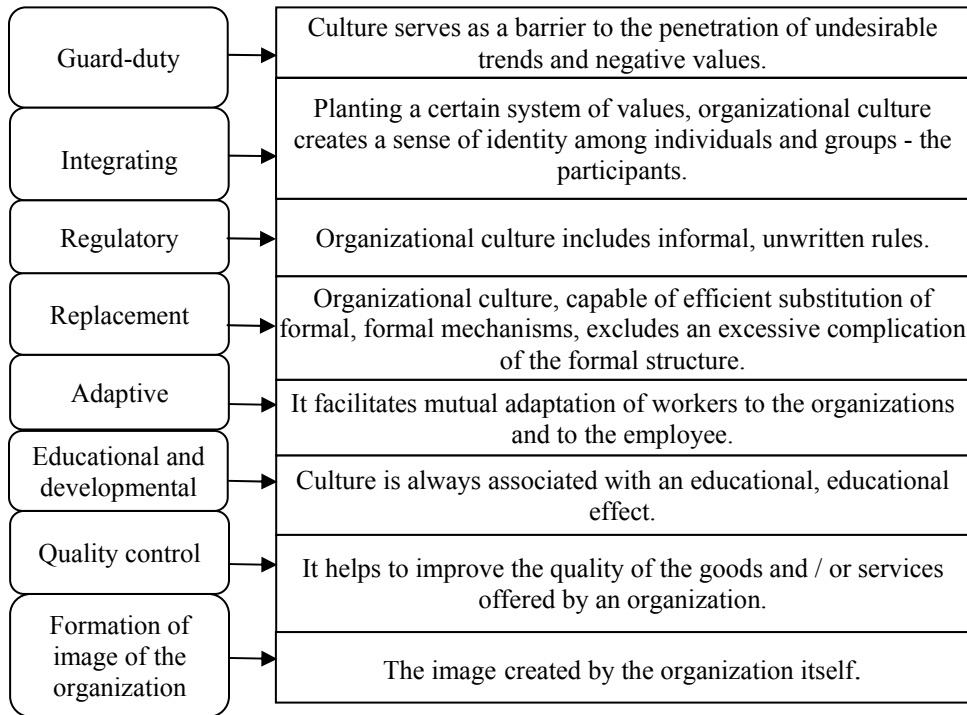 Guard-duty
Culture serves as a barrier to the penetration of undesirable
trends and negative values.
Integrating
Planting a certain system of values, organizational culture
creates a sense of identity among individuals and groups - the
participants.
Regulatory
Organizational culture includes informal, unwritten rules.
Replacement
Organizational culture, capable of efficient substitution of
formal, formal mechanisms, excludes an excessive complication
of the formal structure.
Adaptive
It facilitates mutual adaptation of workers to the organizations
and to the employee.
Educational and
developmental
Culture is always associated with an educational, educational
effect.
Quality control
It helps to improve the quality of the goods and / or services
offered by an organization.
Formation of
image of the
organization
The image created by the organization itself.